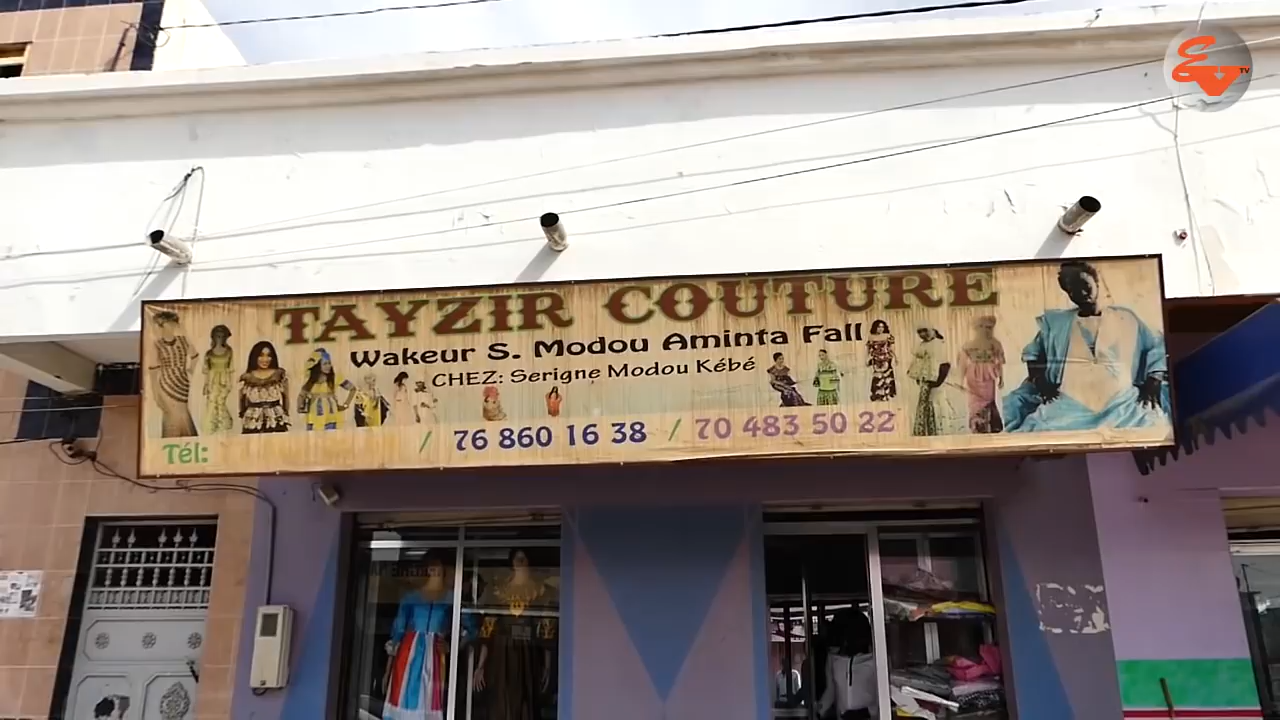 TAYZIR COUTURE
Wakeur S. Modou Aminta Fall
CHEZ: Serigne Modou Kébé
Tél: / 76 860 16 38 / 70 483 50 22
TV